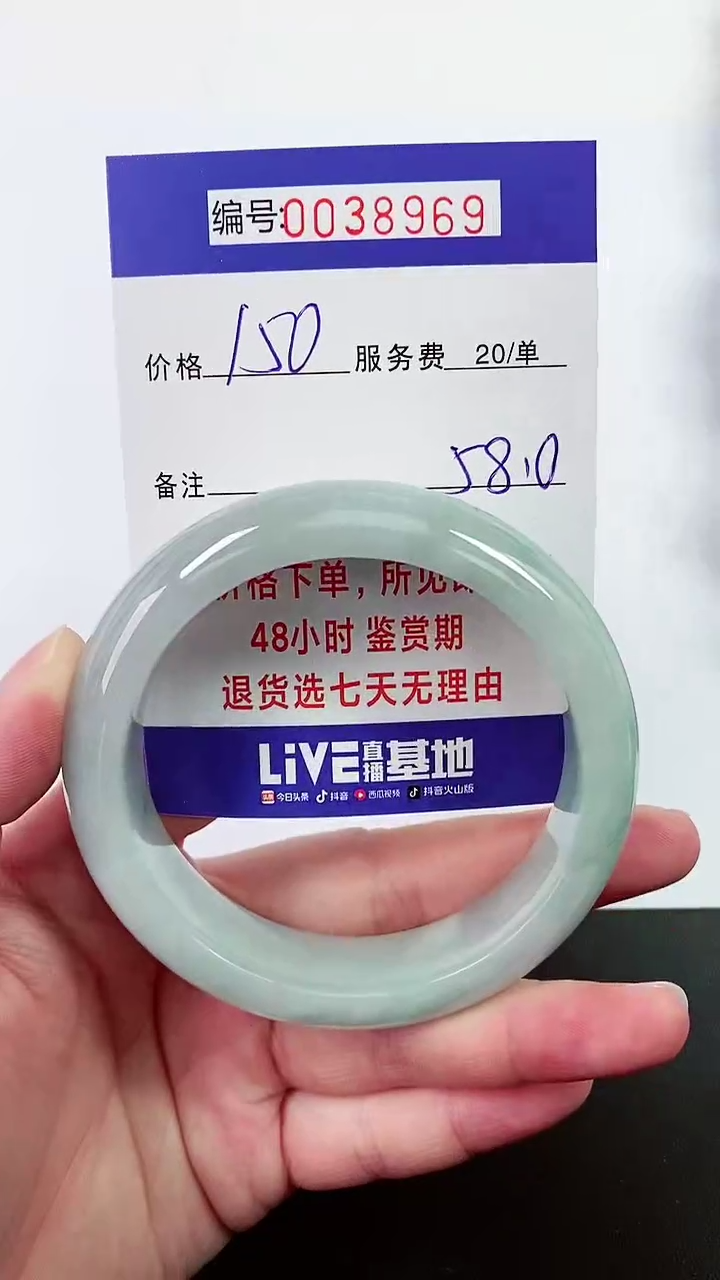 编号:0038969
价格 150 服务费 20/单
备注 58.0
格下单，所见
48小时 鉴赏期
退货选七天无理由
LiVE直播基地
今日头条 抖音 西瓜视频 抖音火山版